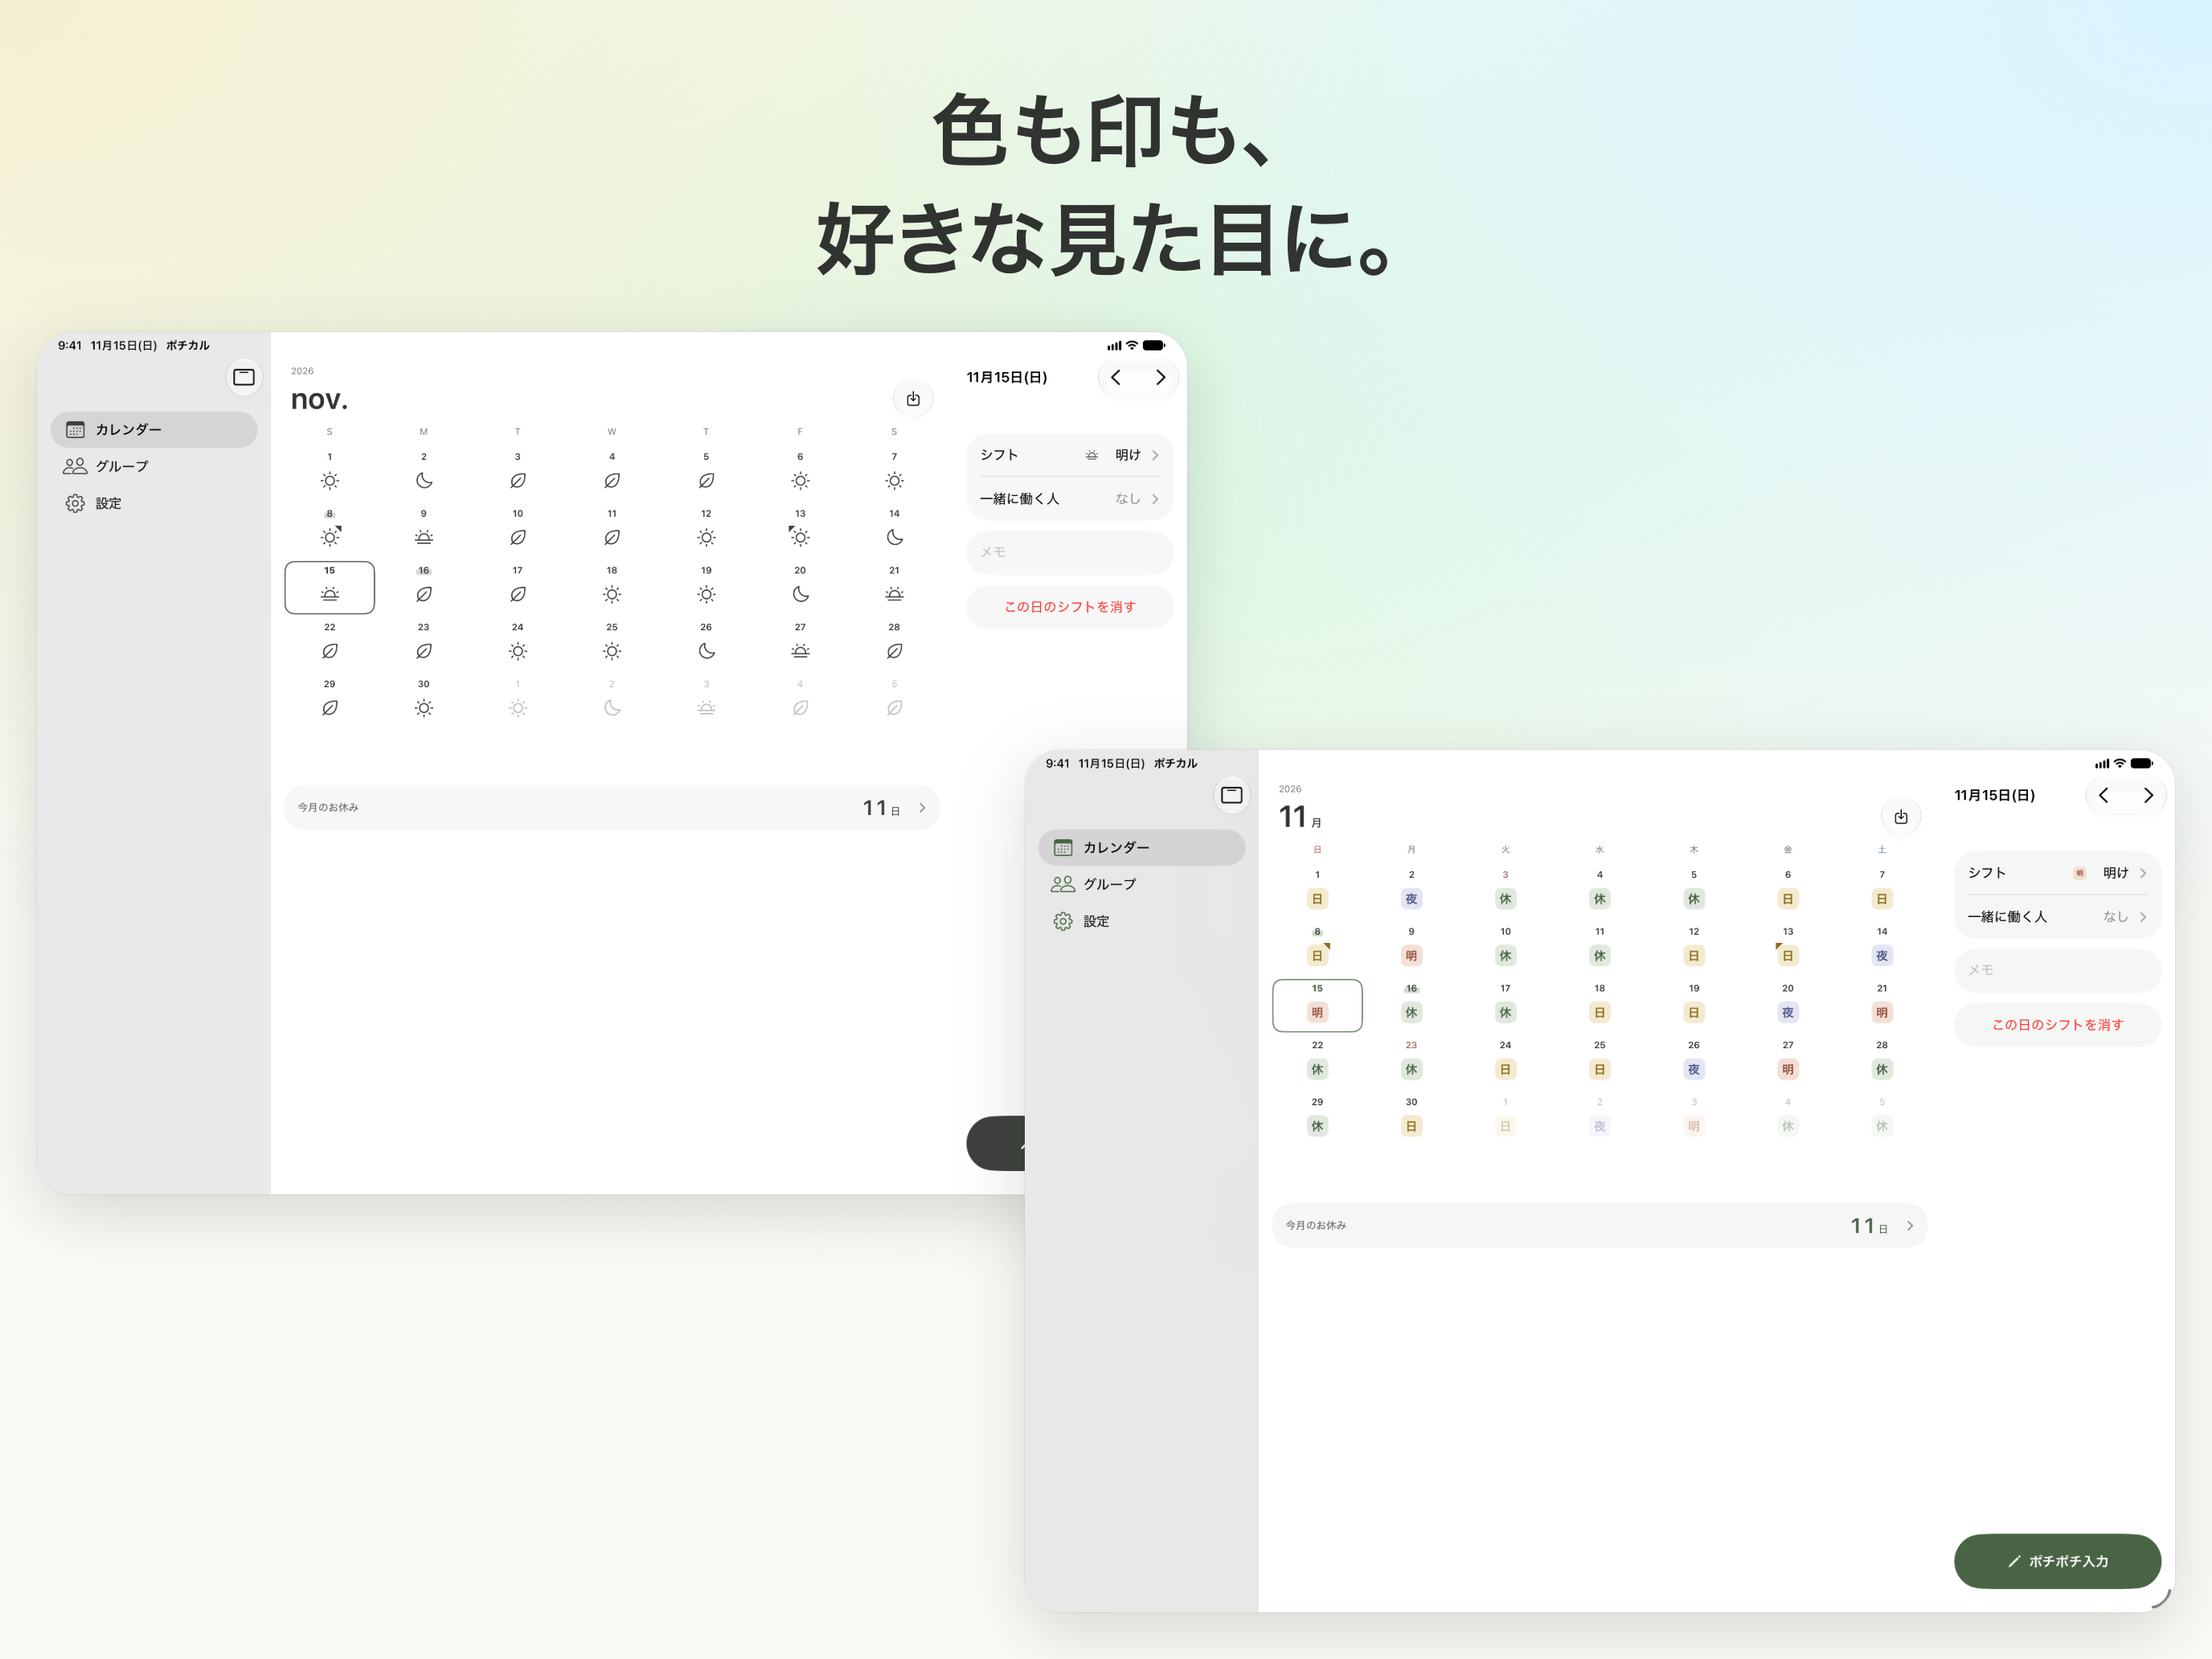 色も印も、
好きな見た目に。
9:41 11月15日(日) ポチカル
カレンダー
グループ
設定
2026
nov.
S M T W T F S
1 2 3 4 5 6 7
8 9 10 11 12 13 14
15 16 17 18 19 20 21
22 23 24 25 26 27 28
29 30 1 2 3 4 5
今月のお休み 11日
11月15日(日)
シフト 明け
一緒に働く人 なし
メモ
この日のシフトを消す
9:41 11月15日(日) ポチカル
カレンダー
グループ
設定
2026
11月
日 月 火 水 木 金 土
1 2 3 4 5 6 7
日 夜 休 休 休 日 日
8 9 10 11 12 13 14
日 明 休 休 日 日 夜
15 16 17 18 19 20 21
明 休 休 日 日 夜 明
22 23 24 25 26 27 28
休 休 日 日 夜 明 休
29 30 1 2 3 4 5
休 日 日 夜 明 休 休
今月のお休み 11日
11月15日(日)
シフト 明 明け
一緒に働く人 なし
メモ
この日のシフトを消す
ポチポチ入力